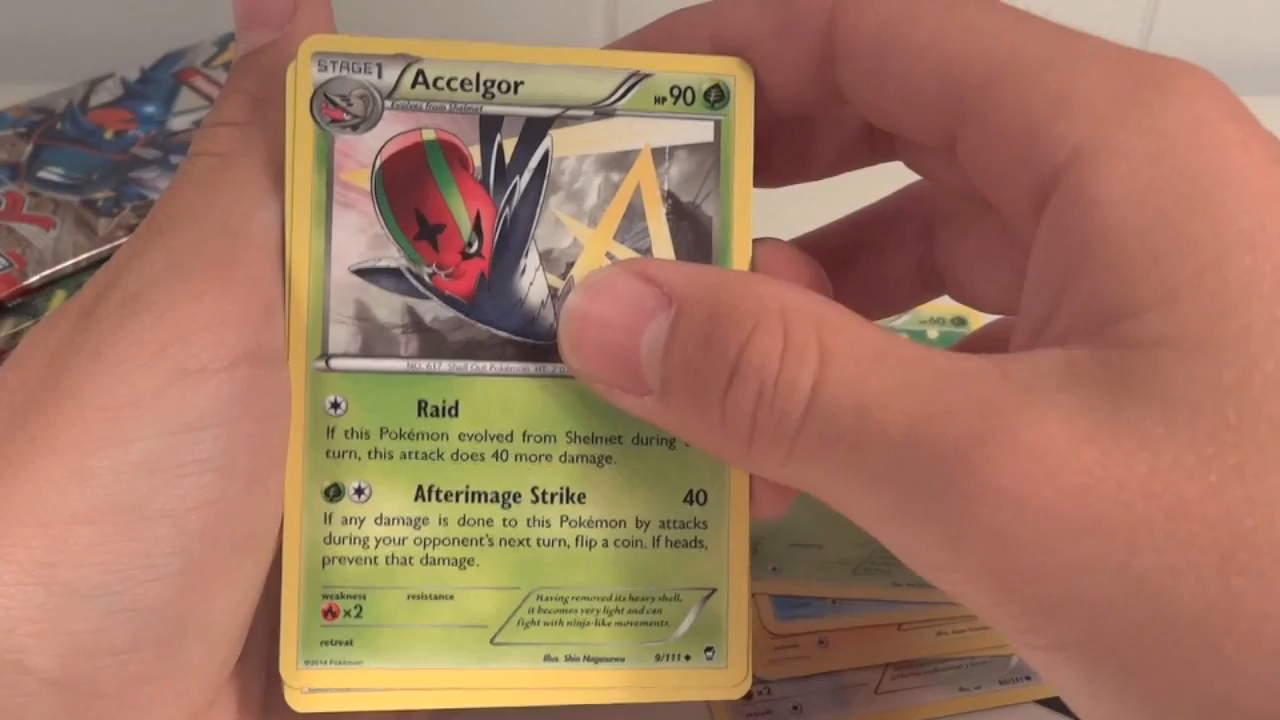 STAGE1
Accelgor
HP 90
Evolves from Shelmet
NO. 617 Shell Out Pokémon HT:
Raid
If this Pokémon evolved from Shelmet during
turn, this attack does 40 more damage.
Afterimage Strike 40
If any damage is done to this Pokémon by attacks
during your opponent's next turn, flip a coin. If heads,
prevent that damage.
weakness resistance
×2
Having removed its heavy shell,
it becomes very light and can
fight with ninja-like movements.
retreat
©2014 Pokémon
Illus. Shin Nagasawa 9/111
HP 60
×2
retreat